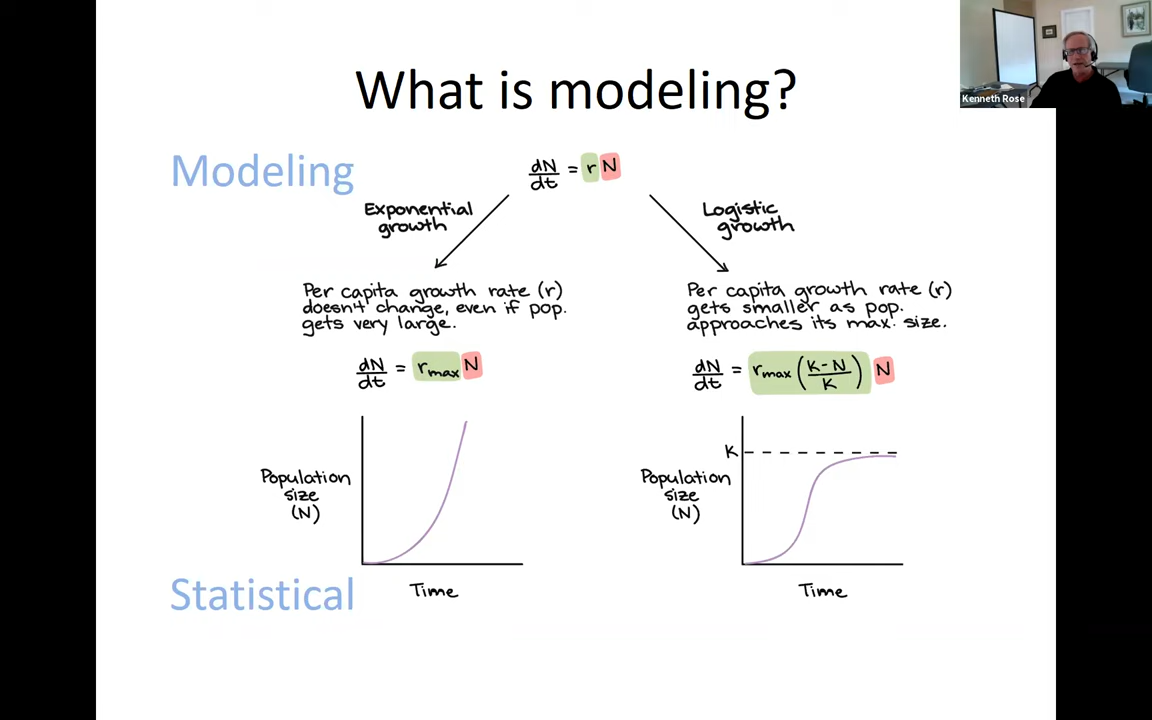 What is modeling?
Kenneth Rose
Modeling
dN/dt = r N
Exponential
growth
Logistic
growth
Per capita growth rate (r)
doesn't change, even if pop.
gets very large.
Per capita growth rate (r)
gets smaller as pop.
approaches its max. size.
dN/dt = rmax N
dN/dt = rmax (K-N/K) N
Population
size
(N)
Time
K
Population
size
(N)
Time
Statistical